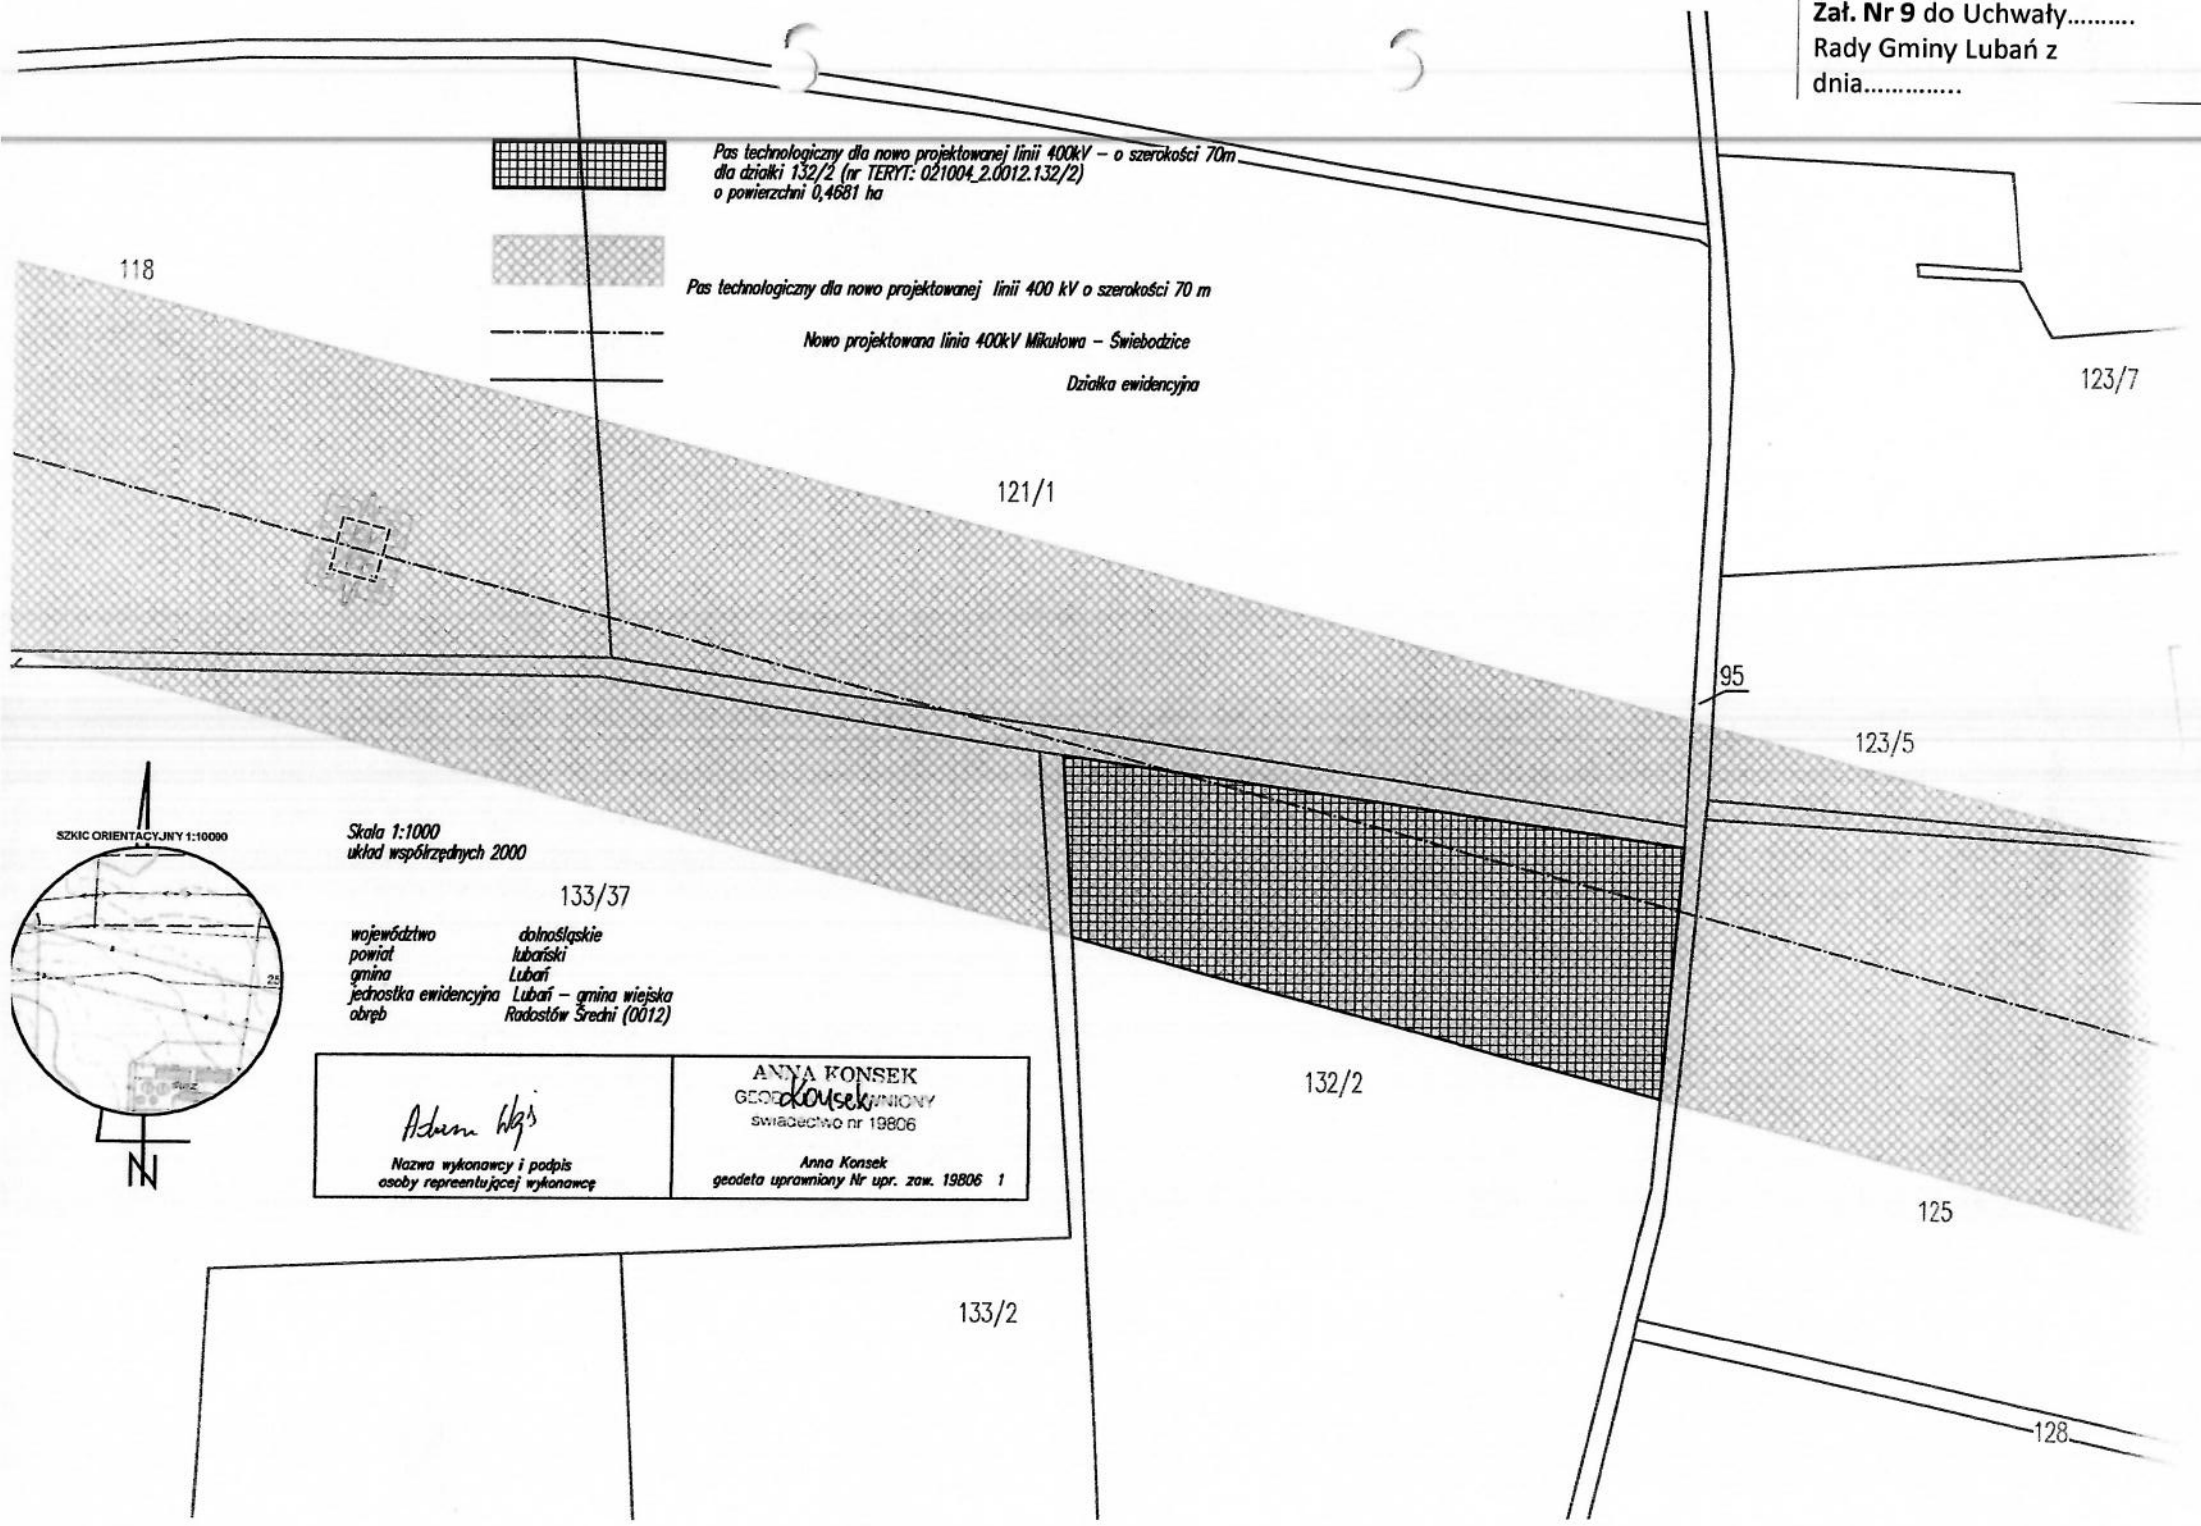 Zał. Nr 9 do Uchwały..........
Rady Gminy Lubań z
dnia..............
Pas technologiczny dla nowo projektowanej linii 400kV – o szerokości 70m
dla działki 132/2 (nr TERYT: 021004_2.0012.132/2)
o powierzchni 0,4681 ha
118
Pas technologiczny dla nowo projektowanej linii 400 kV o szerokości 70 m
Nowo projektowana linia 400kV Mikułowa – Świebodzice
Działka ewidencyjna
123/7
121/1
95
123/5
SZKIC ORIENTACYJNY 1:10000
Skala 1:1000
układ współrzędnych 2000
133/37
województwo dolnośląskie
powiat lubański
gmina Lubań
jednostka ewidencyjna Lubań – gmina wiejska
obręb Radostów Średni (0012)
25
N
132/2
ANNA KONSEK
Konsek
świadectwo nr 19806
Adam
Nazwa wykonawcy i podpis
osoby repreentującej wykonawcę
Anna Konsek
geodeta uprawniony Nr upr. zaw. 19806 1
125
133/2
128